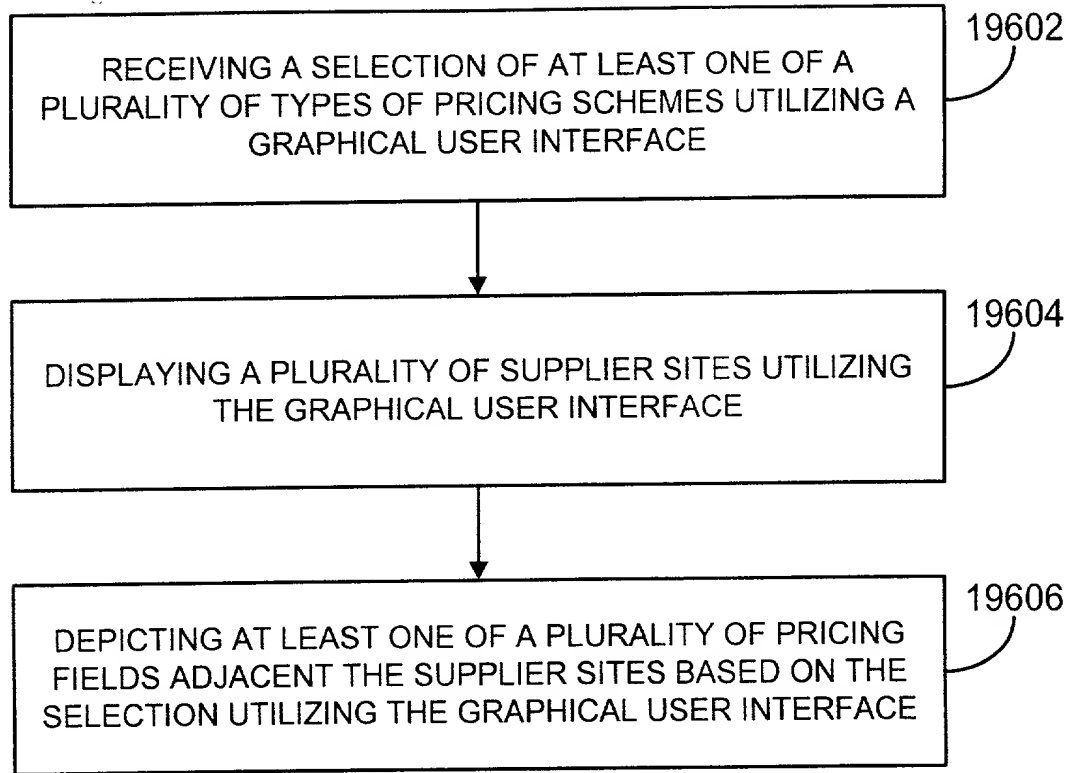 19602
RECEIVING A SELECTION OF AT LEAST ONE OF A
PLURALITY OF TYPES OF PRICING SCHEMES UTILIZING A
GRAPHICAL USER INTERFACE
19604
DISPLAYING A PLURALITY OF SUPPLIER SITES UTILIZING
THE GRAPHICAL USER INTERFACE
19606
DEPICTING AT LEAST ONE OF A PLURALITY OF PRICING
FIELDS ADJACENT THE SUPPLIER SITES BASED ON THE
SELECTION UTILIZING THE GRAPHICAL USER INTERFACE